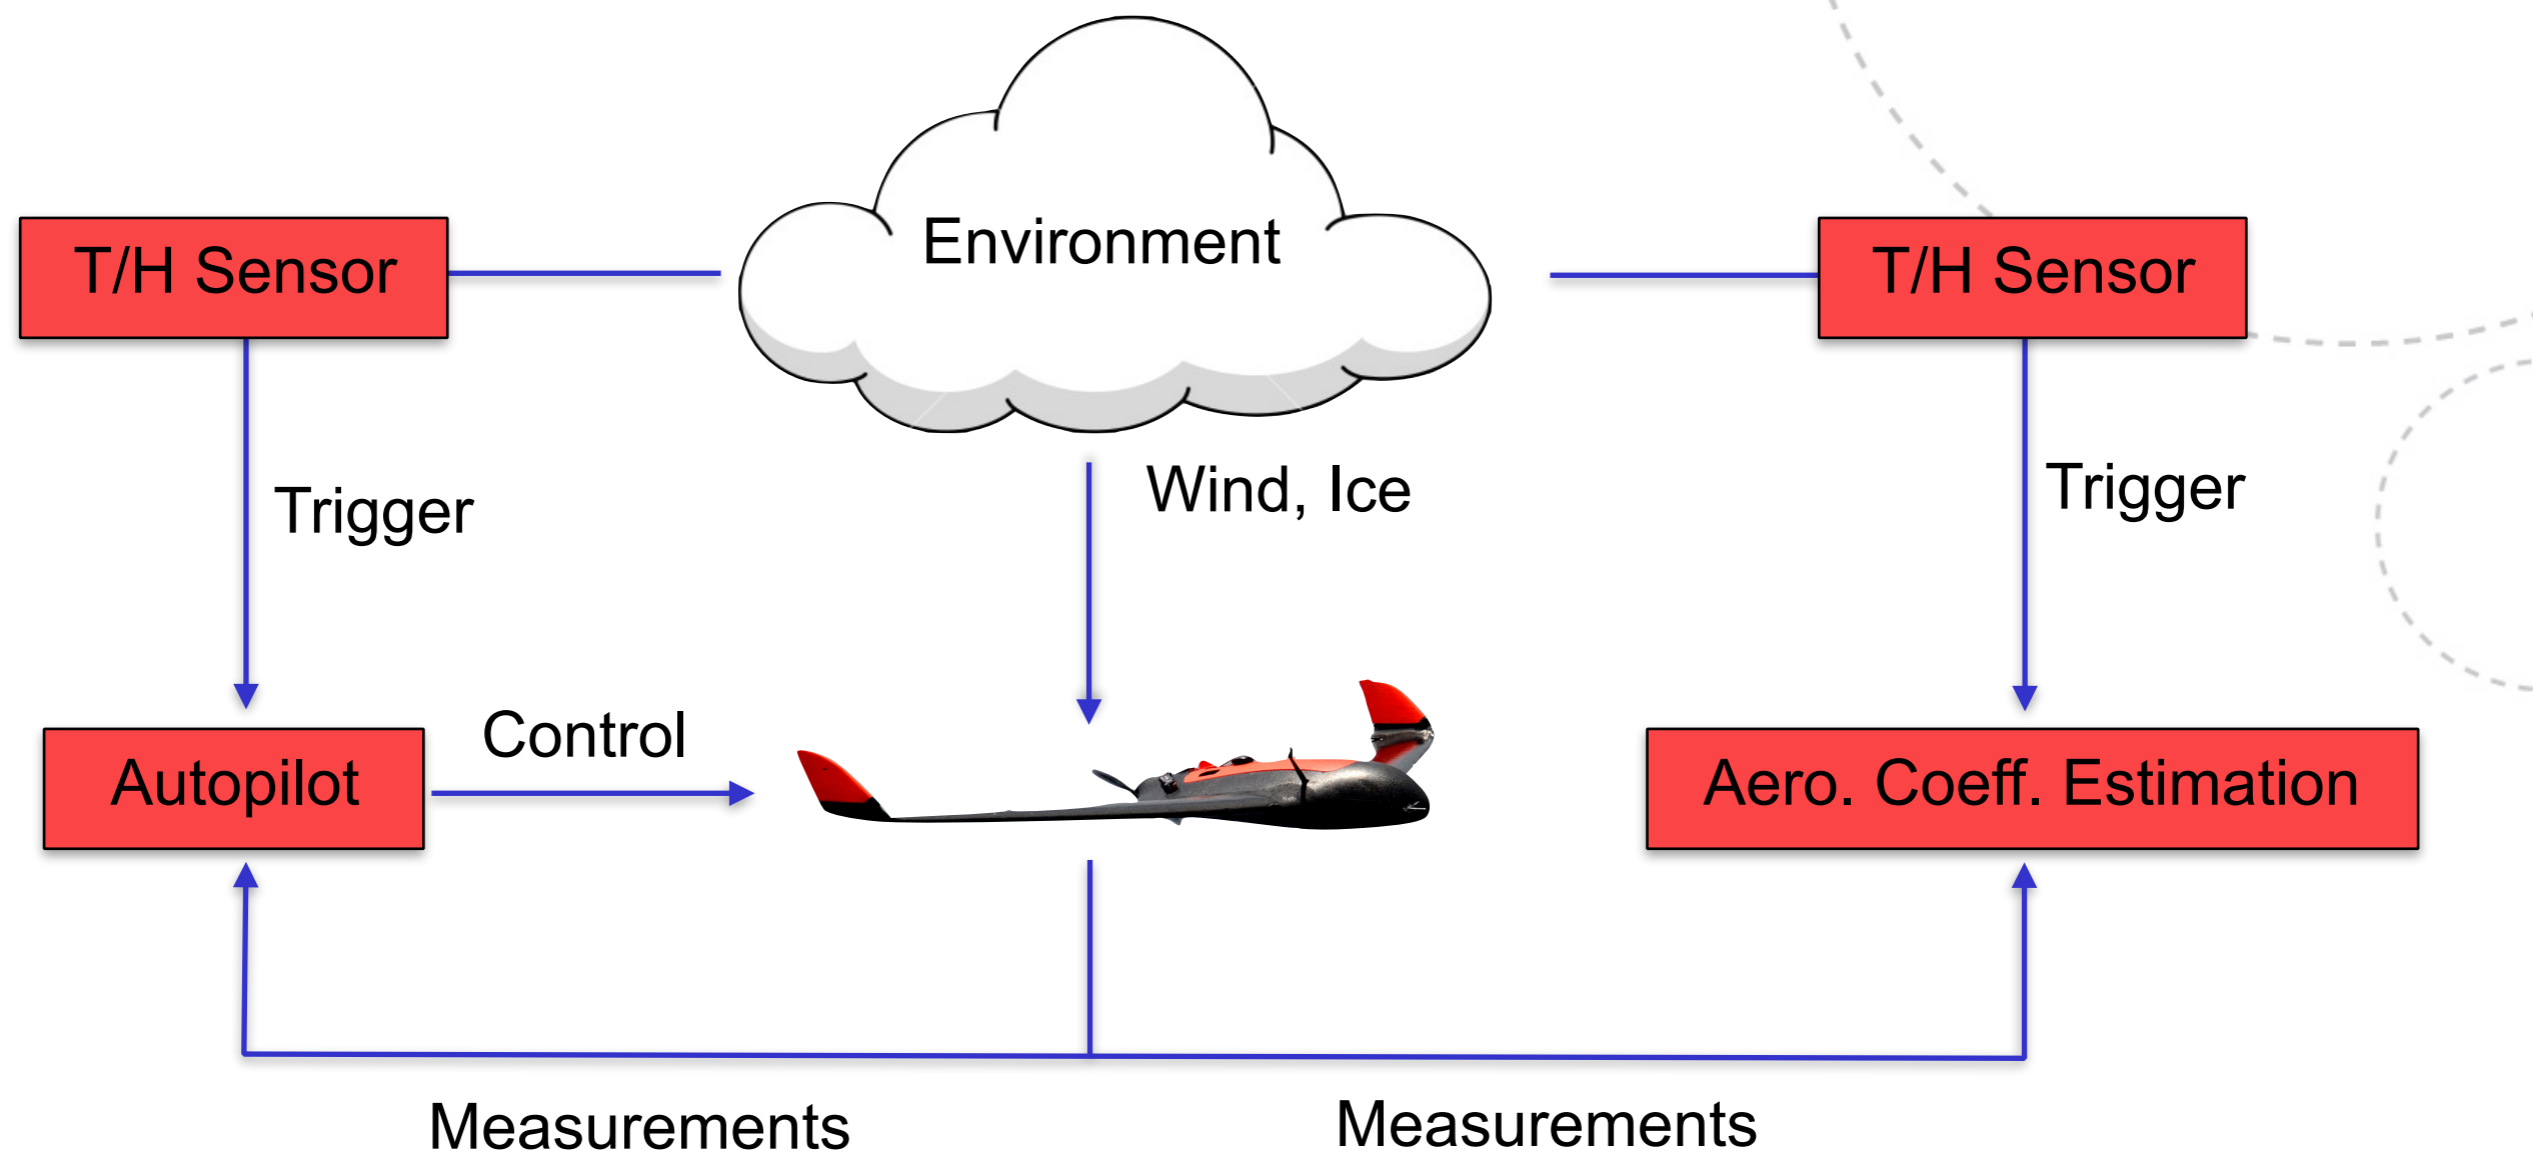 Environment
T/H Sensor
T/H Sensor
Trigger
Wind, Ice
Trigger
Control
Autopilot
Aero. Coeff. Estimation
Measurements
Measurements